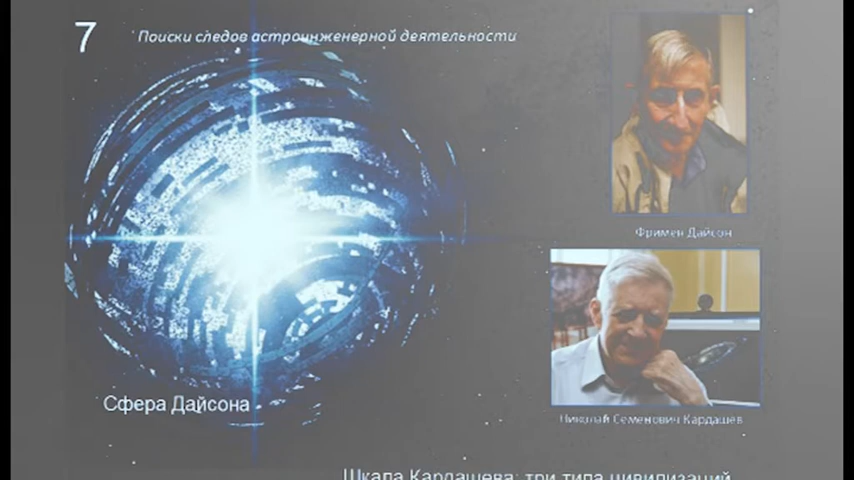 7
Поиски следов астроинженерной деятельности
Фримен Дайсон
Сфера Дайсона
Николай Семенович Кардашев
Шкала Кардашева: три типа цивилизаций